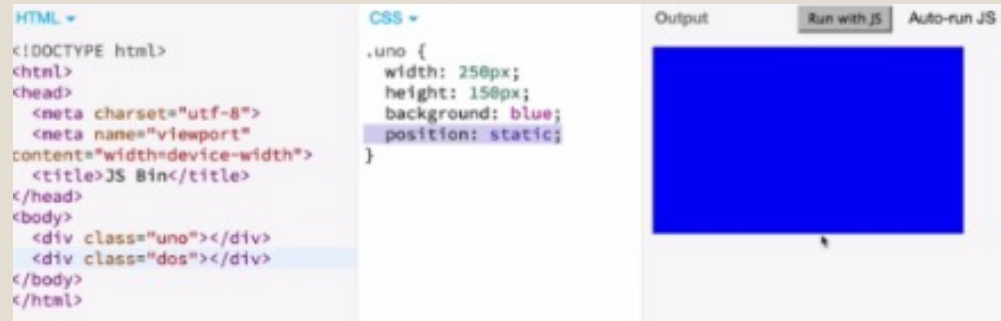 HTML
<!DOCTYPE html>
<html>
<head>
<meta charset="utf-8">
<meta name="viewport"
content="width=device-width">
<title>JS Bin</title>
</head>
<body>
<div class="uno"></div>
<div class="dos"></div>
</body>
</html>
CSS
.uno {
width: 250px;
height: 150px;
background: blue;
position: static;
}
Output
Run with JS
Auto-run JS